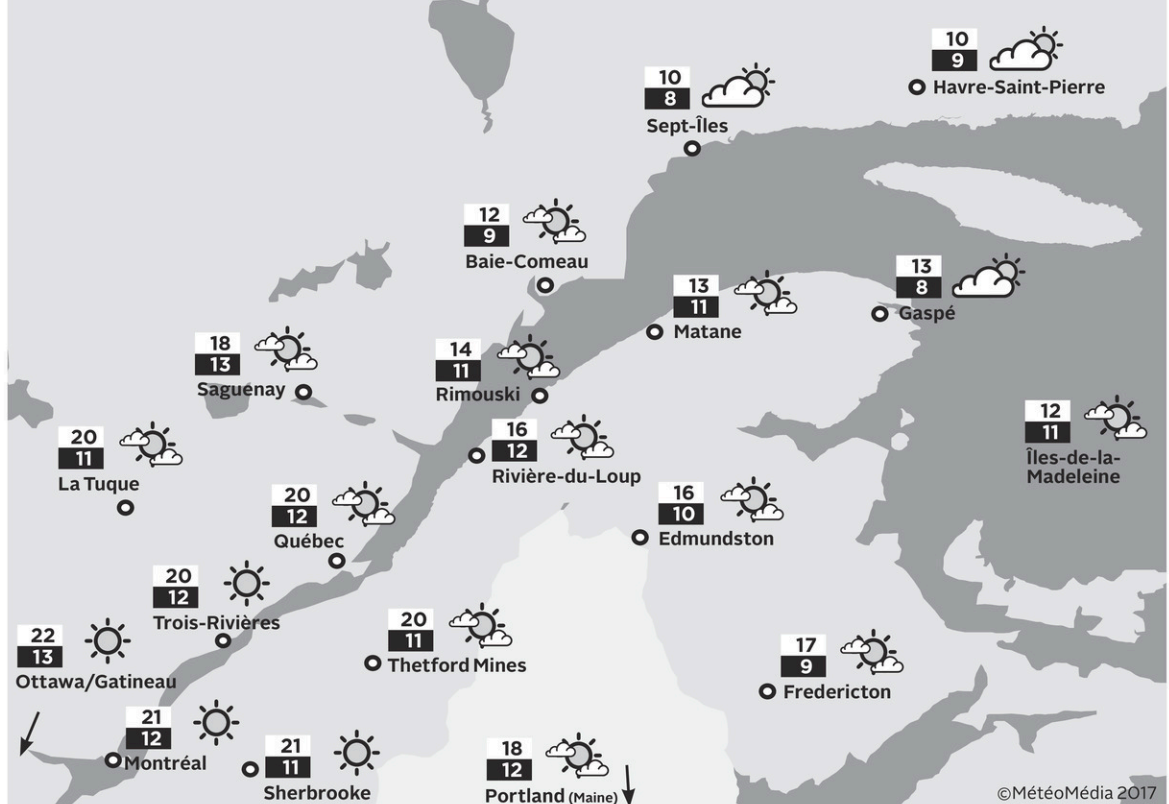 10
9
Havre-Saint-Pierre
10
8
Sept-Îles
12
9
Baie-Comeau
13
8
Gaspé
13
11
Matane
18
13
Saguenay
14
11
Rimouski
12
11
Îles-de-la-
Madeleine
20
11
La Tuque
16
12
Rivière-du-Loup
20
12
Québec
16
10
Edmundston
20
12
Trois-Rivières
22
13
Ottawa/Gatineau
20
11
Thetford Mines
17
9
Fredericton
21
12
Montréal
21
11
Sherbrooke
18
12
Portland (Maine)
©MétéoMédia 2017